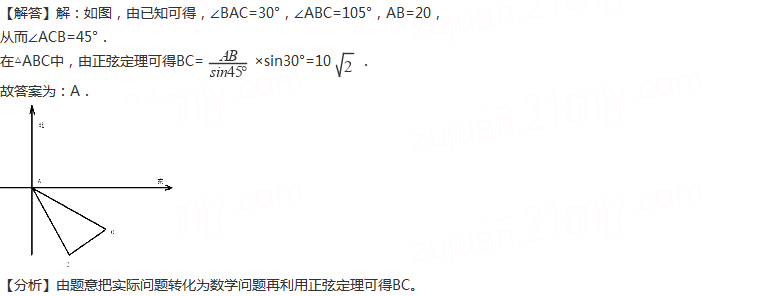 【解答】解：如图，由已知可得，∠BAC=30°，∠ABC=105°，AB=20，
从而∠ACB=45°．
在△ABC中，由正弦定理可得BC= AB/sin45° ×sin30°=10√2 ．
故答案为：A．
北
A 东
C
【分析】由题意把实际问题转化为数学问题再利用正弦定理可得BC。